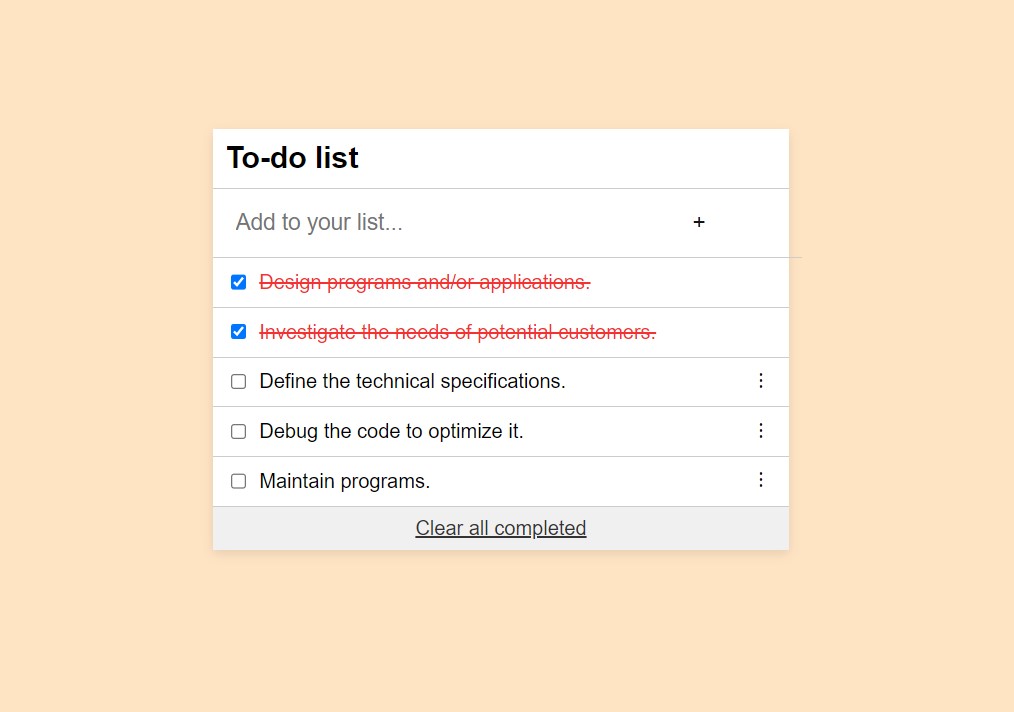 To-do list
Add to your list...
+
Design programs and/or applications.
Investigate the needs of potential customers.
Define the technical specifications.
Debug the code to optimize it.
Maintain programs.
Clear all completed